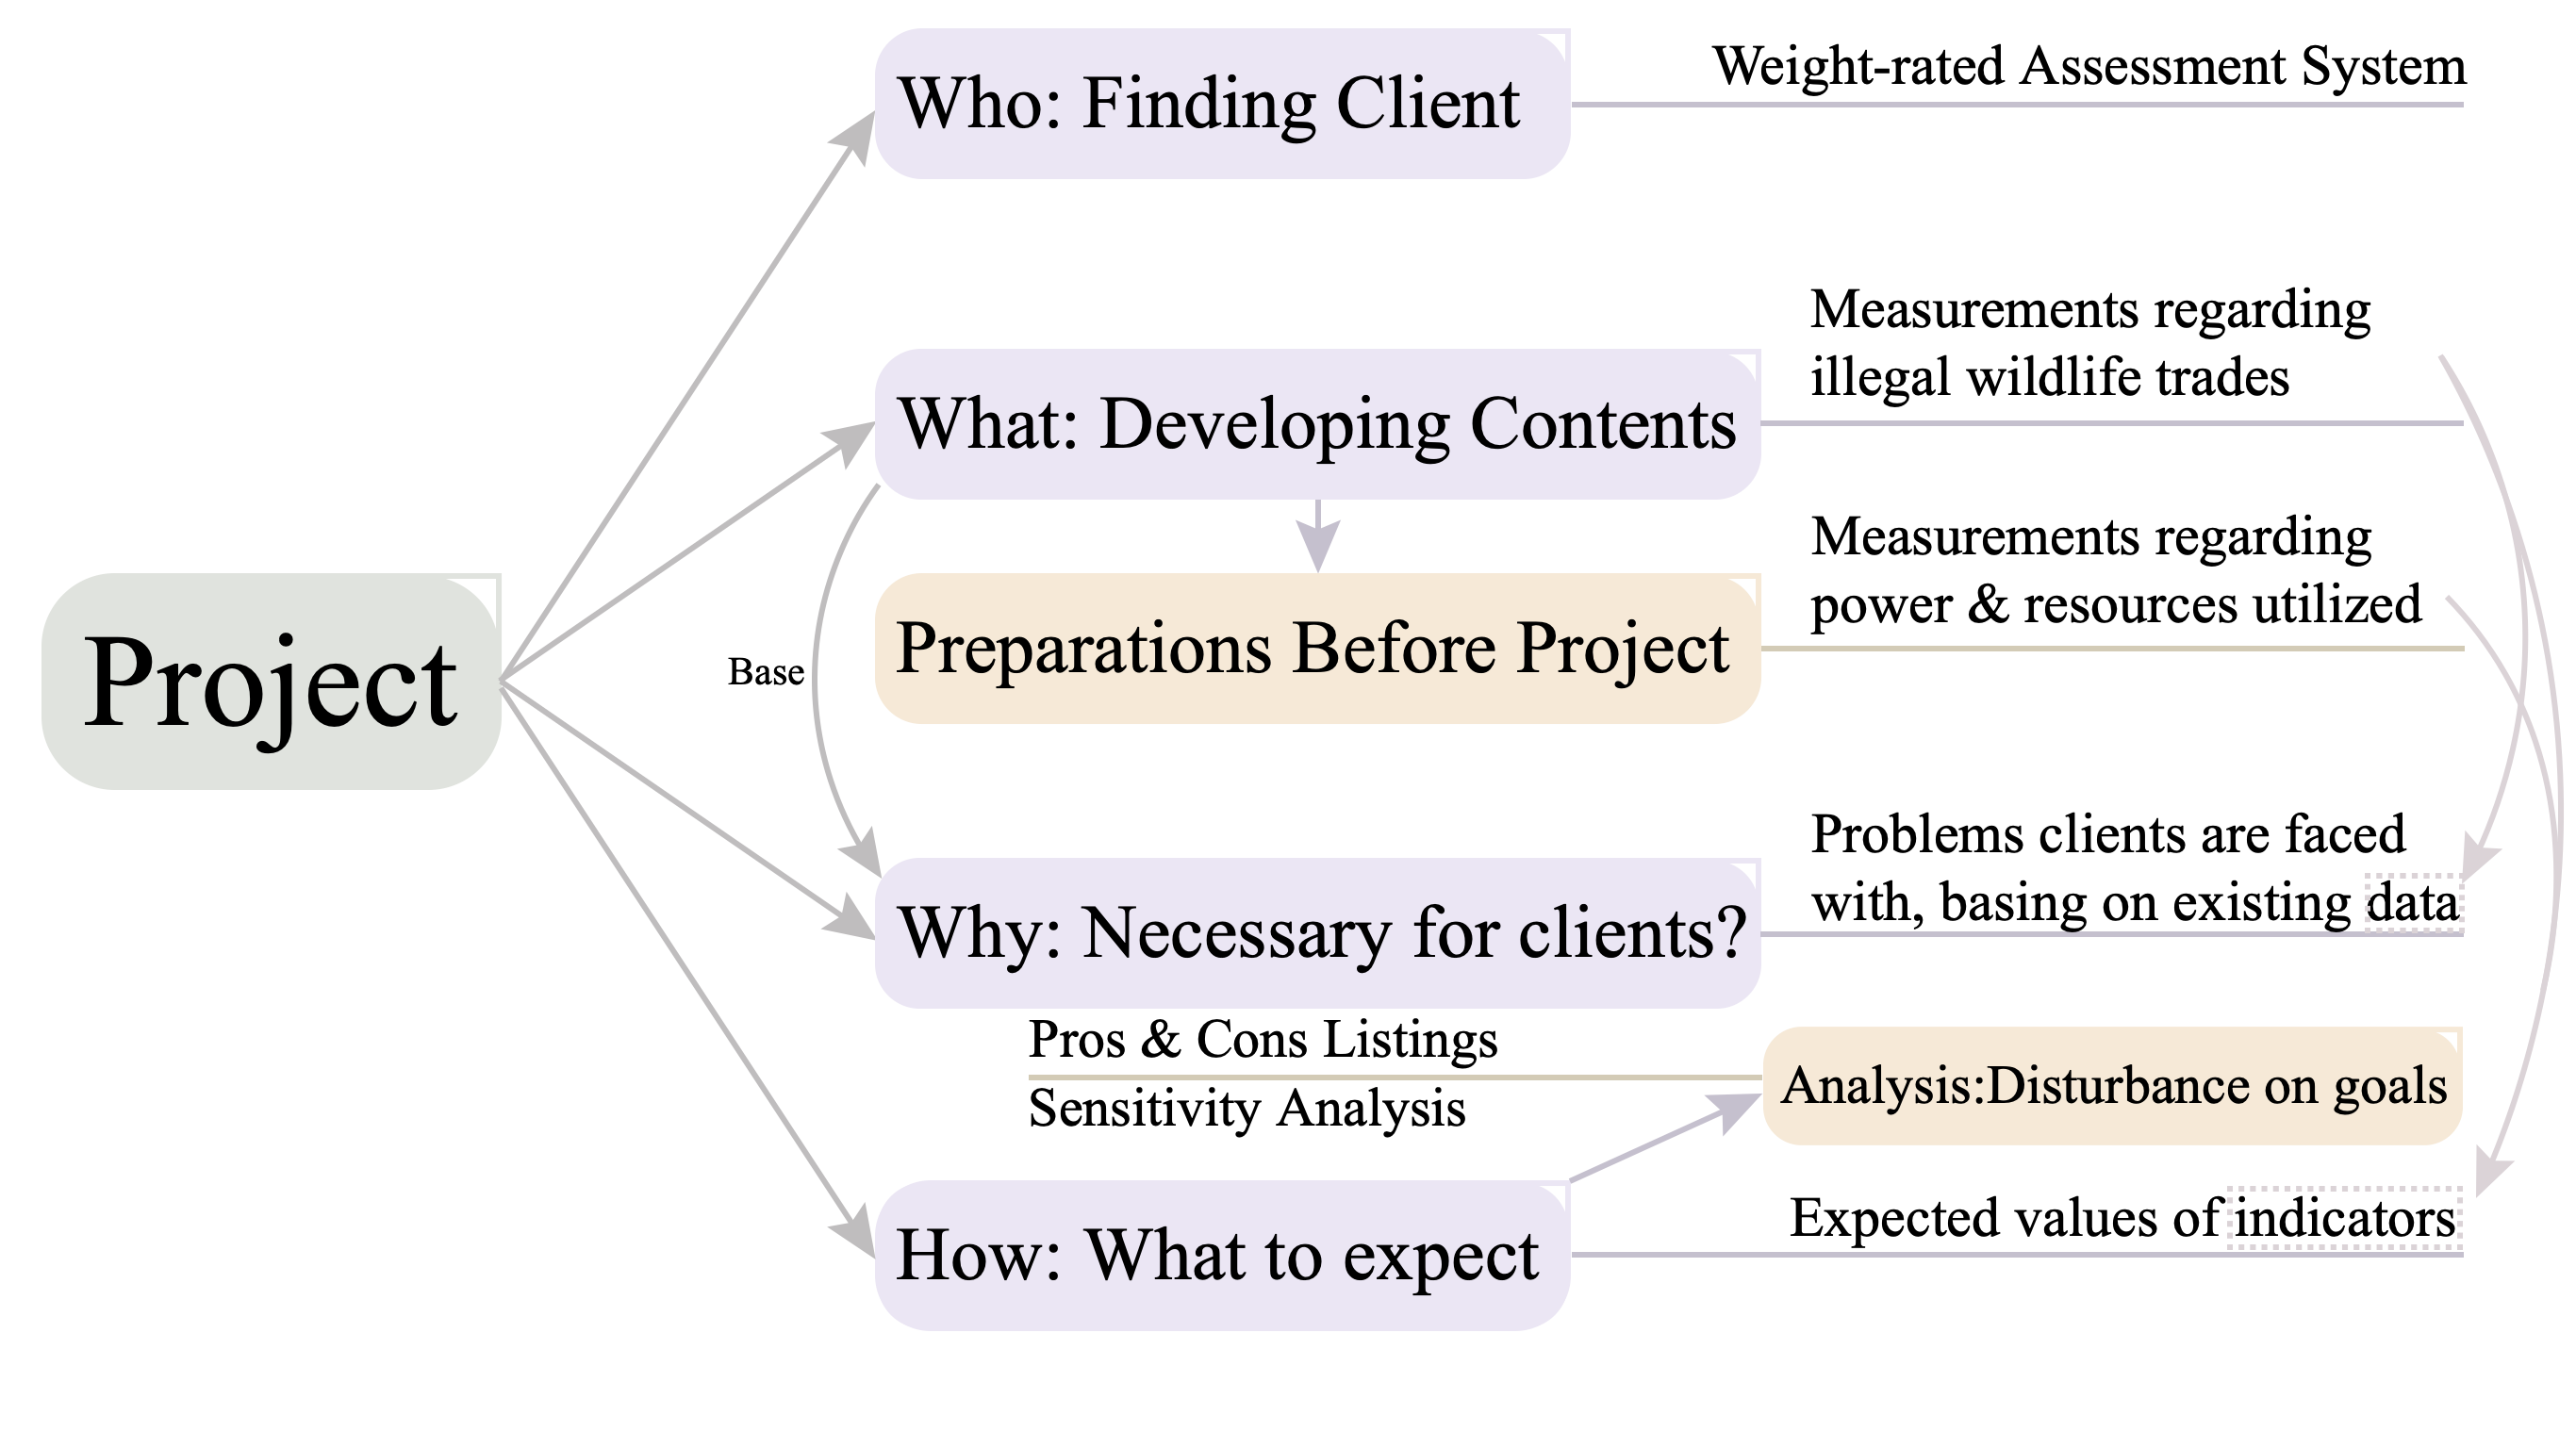 Project
Who: Finding Client
Weight-rated Assessment System
What: Developing Contents
Measurements regarding
illegal wildlife trades
Base
Preparations Before Project
Measurements regarding
power & resources utilized
Why: Necessary for clients?
Problems clients are faced
with, basing on existing data
Pros & Cons Listings
Sensitivity Analysis
Analysis:Disturbance on goals
How: What to expect
Expected values of indicators